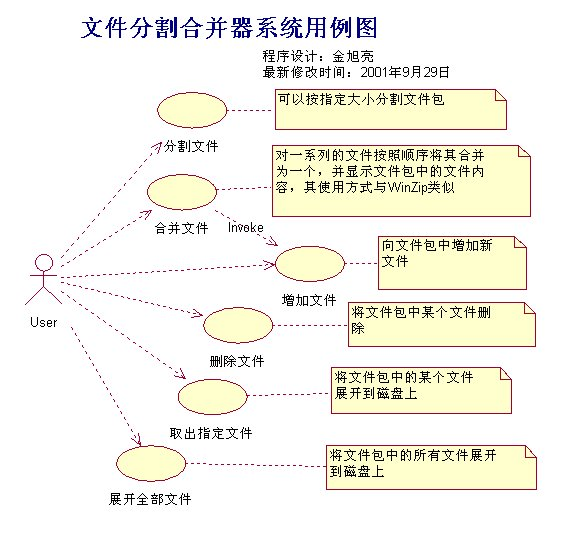 文件分割合并器系统用例图
程序设计：金旭亮
最新修改时间：2001年9月29日
可以按指定大小分割文件包
分割文件
对一系列的文件按照顺序将其合并
为一个，并显示文件包中的文件内
容，其使用方式与WinZip类似
合并文件
Invoke
向文件包中增加新
文件
增加文件
User
将文件包中某个文件删
除
删除文件
将文件包中的某个文件
展开到磁盘上
取出指定文件
将文件包中的所有文件展开
到磁盘上
展开全部文件